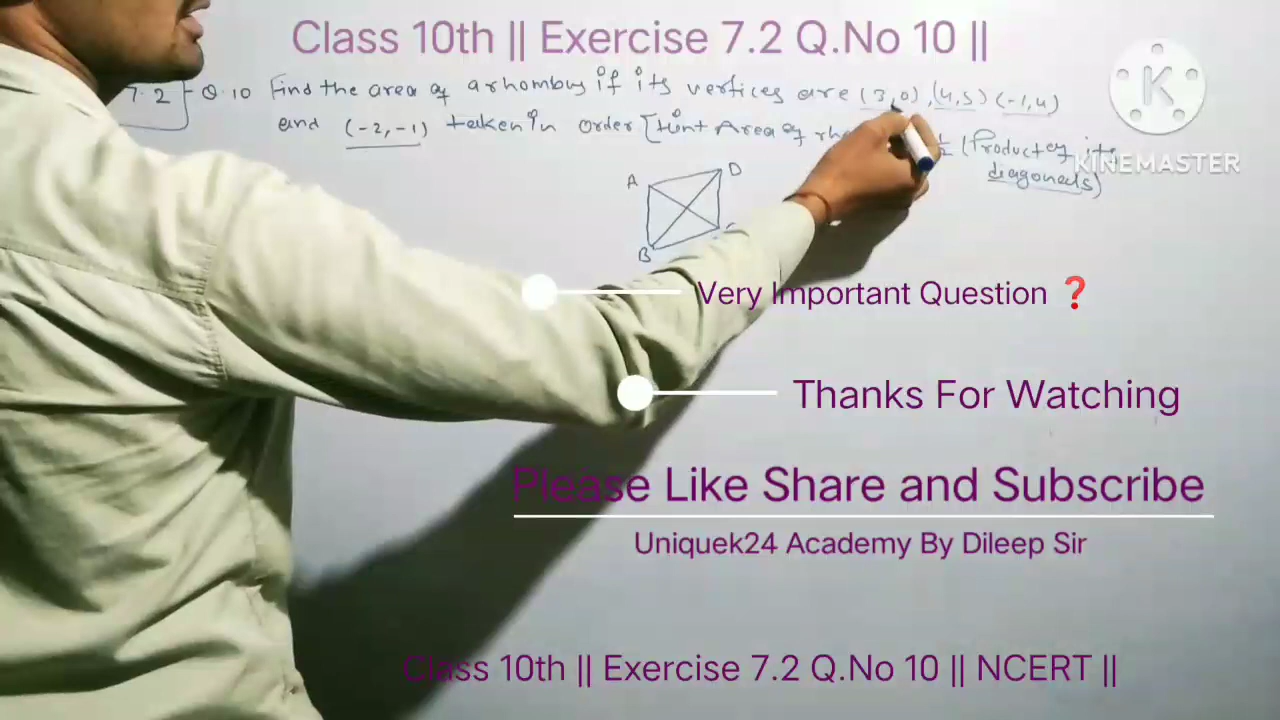 Class 10th || Exercise 7.2 Q.No 10 ||
7.2 Q.10 Find the area of a rhombus if its vertices are (3,0), (4,5) (-1,4)
and (-2,-1) taken in order [Hint Area of rh
1/2 (Product of its
diagonals)
K
KINEMASTER
A
D
B
Very Important Question ❓
Thanks For Watching
Please Like Share and Subscribe
Uniquek24 Academy By Dileep Sir
Class 10th || Exercise 7.2 Q.No 10 || NCERT ||